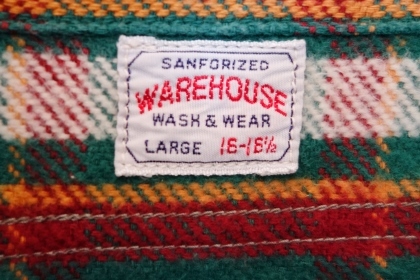 SANFORIZED
WAREHOUSE
WASH & WEAR
LARGE 16-16½